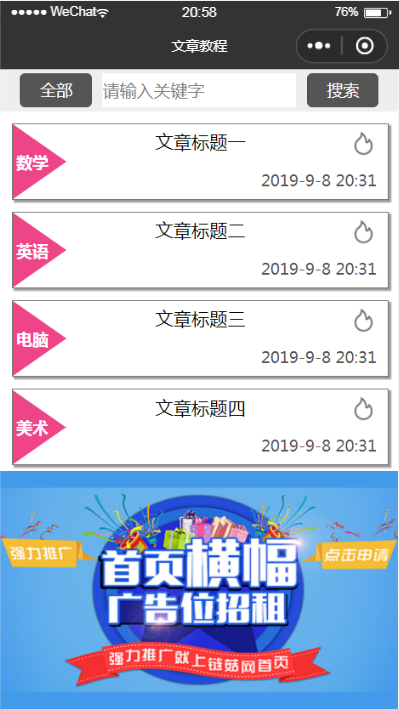 ●●●●● WeChat 20:58 76%
文章教程
全部 请输入关键字 搜索
文章标题一
数学
2019-9-8 20:31
文章标题二
英语
2019-9-8 20:31
文章标题三
电脑
2019-9-8 20:31
文章标题四
美术
2019-9-8 20:31
强力推广 首页横幅 点击申请
广告位招租
强力推广就上链菇网首页